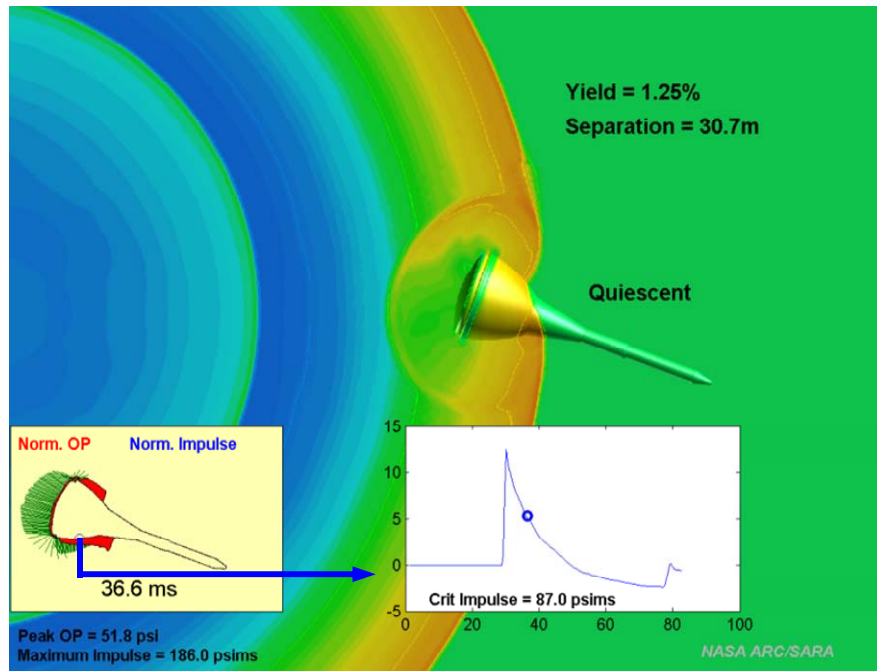 Yield = 1.25%
Separation = 30.7m
Quiescent
Norm. OP Norm. Impulse
36.6 ms
Peak OP = 51.8 psi
Maximum Impulse = 186.0 psims
15
10
5
0
-5
Crit Impulse = 87.0 psims
0 20 40 60 80 100
NASA ARC/SARA